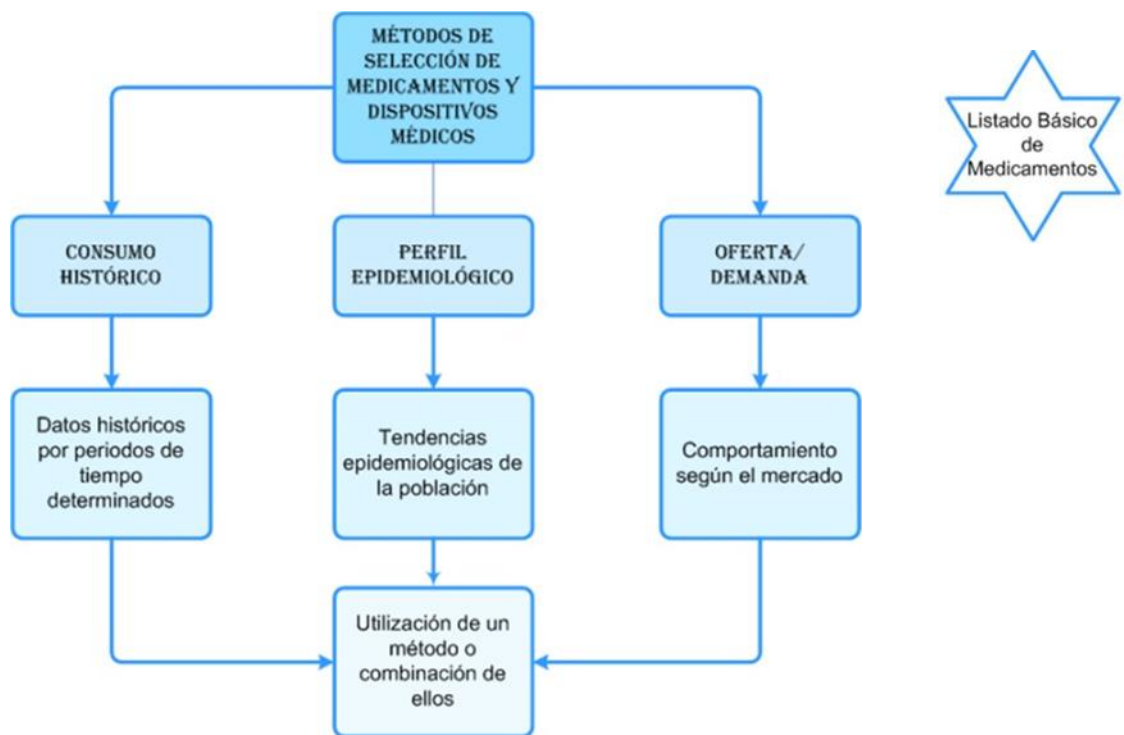 MÉTODOS DE
SELECCIÓN DE
MEDICAMENTOS Y
DISPOSITIVOS
MÉDICOS
Listado Básico
de
Medicamentos
CONSUMO
HISTÓRICO
PERFIL
EPIDEMIOLÓGICO
OFERTA/
DEMANDA
Datos históricos
por periodos de
tiempo
determinados
Tendencias
epidemiológicas de
la población
Comportamiento
según el mercado
Utilización de un
método o
combinación de
ellos